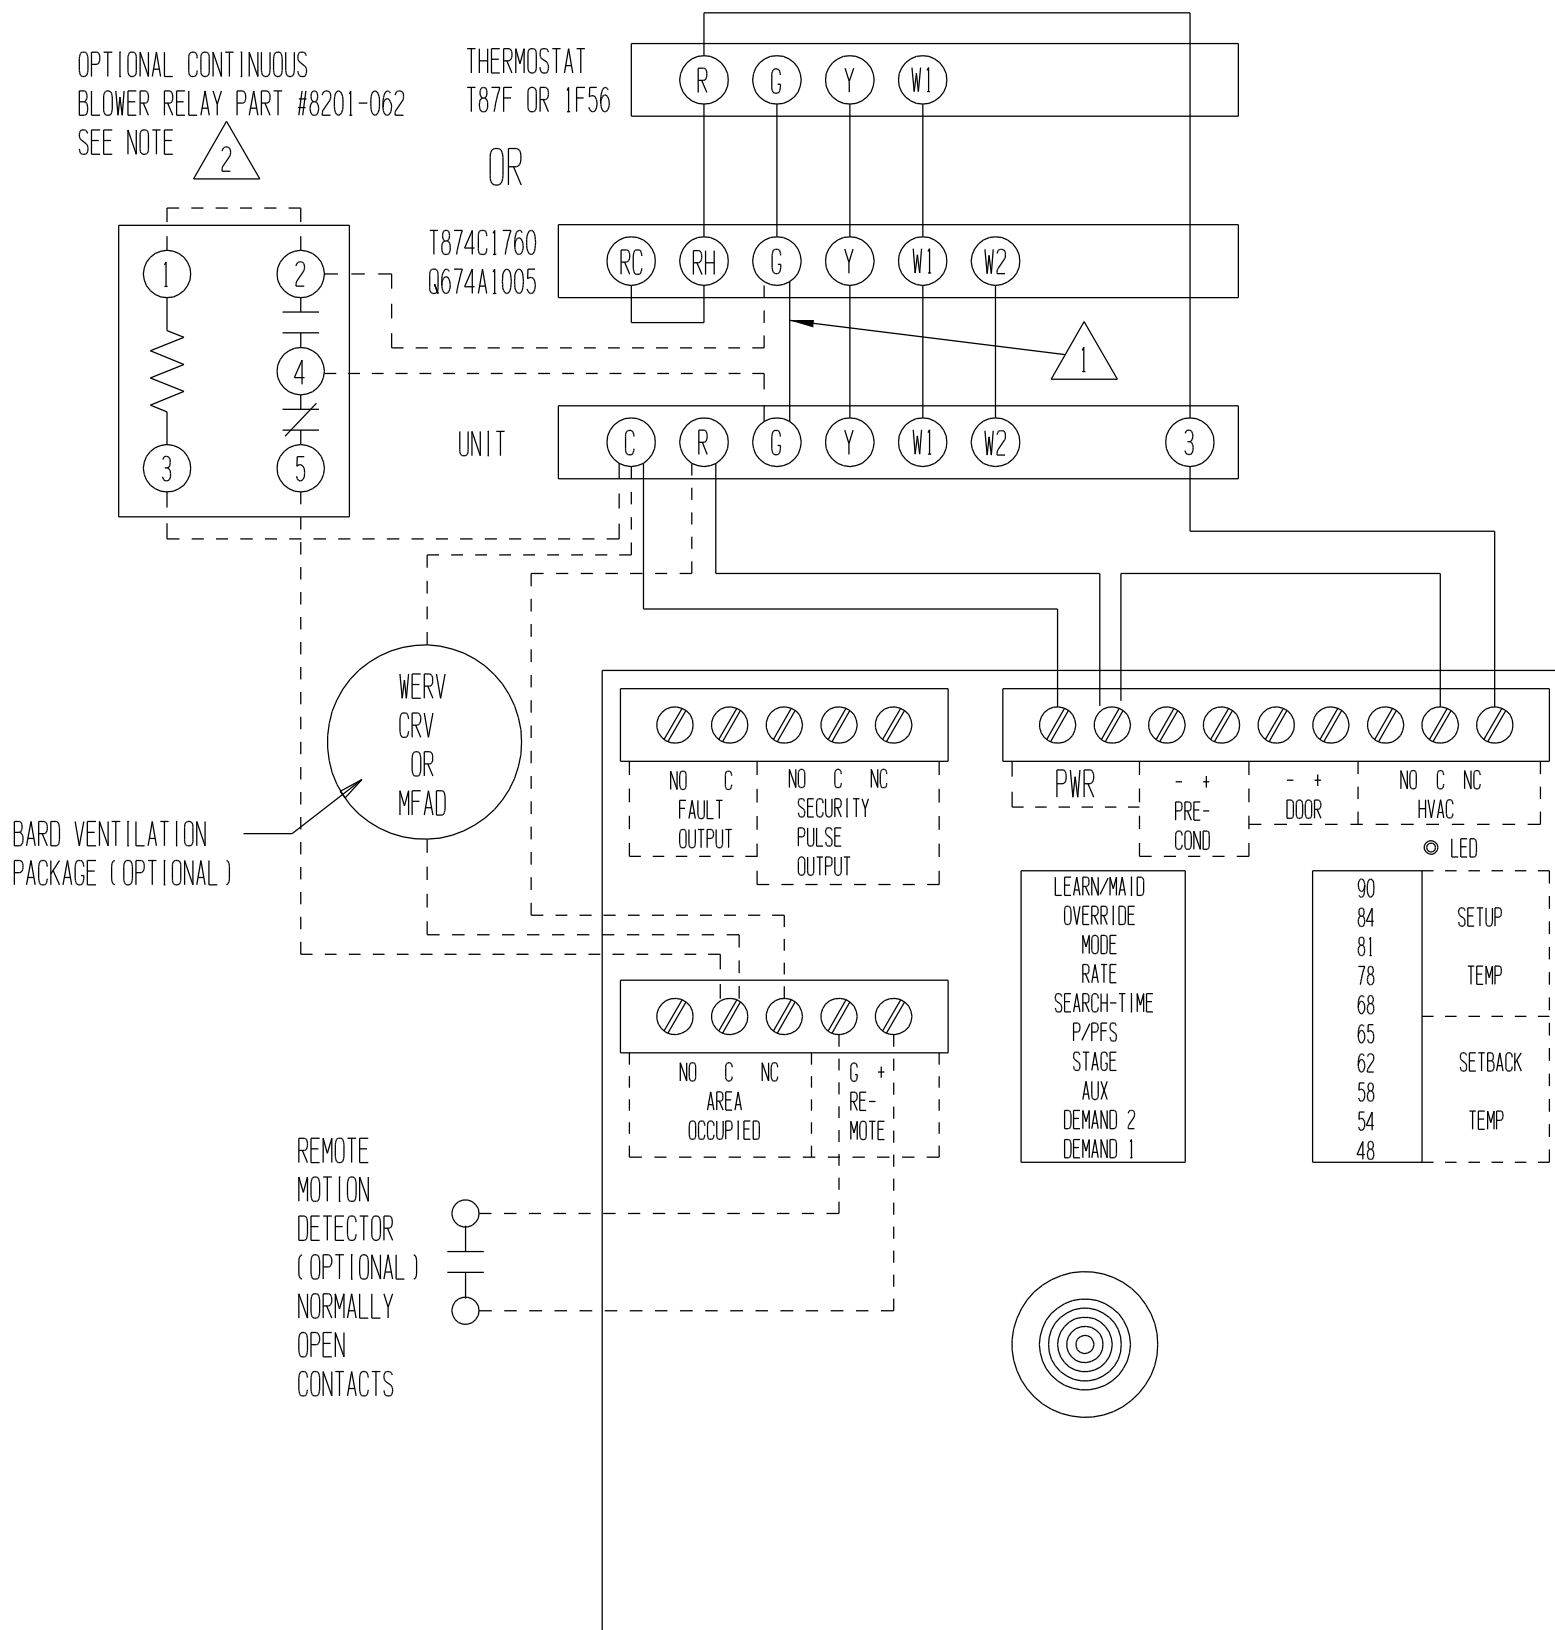 OPTIONAL CONTINUOUS
BLOWER RELAY PART #8201-062
SEE NOTE 2
THERMOSTAT
T87F OR 1F56
R G Y W1
OR
T874C1760
Q674A1005
RC RH G Y W1 W2
1
1 2
4
3 5
UNIT
C R G Y W1 W2 3
WERV
CRV
OR
MFAD
BARD VENTILATION
PACKAGE (OPTIONAL)
NO C
FAULT
OUTPUT
NO C NC
SECURITY
PULSE
OUTPUT
PWR
- +
PRE-
COND
- +
DOOR
NO C NC
HVAC
LED
LEARN/MAID
OVERRIDE
MODE
RATE
SEARCH-TIME
P/PFS
STAGE
AUX
DEMAND 2
DEMAND 1
90
84
81
78
68
65
62
58
54
48
SETUP
TEMP
SETBACK
TEMP
NO C NC
AREA
OCCUPIED
G +
RE-
MOTE
REMOTE
MOTION
DETECTOR
(OPTIONAL)
NORMALLY
OPEN
CONTACTS